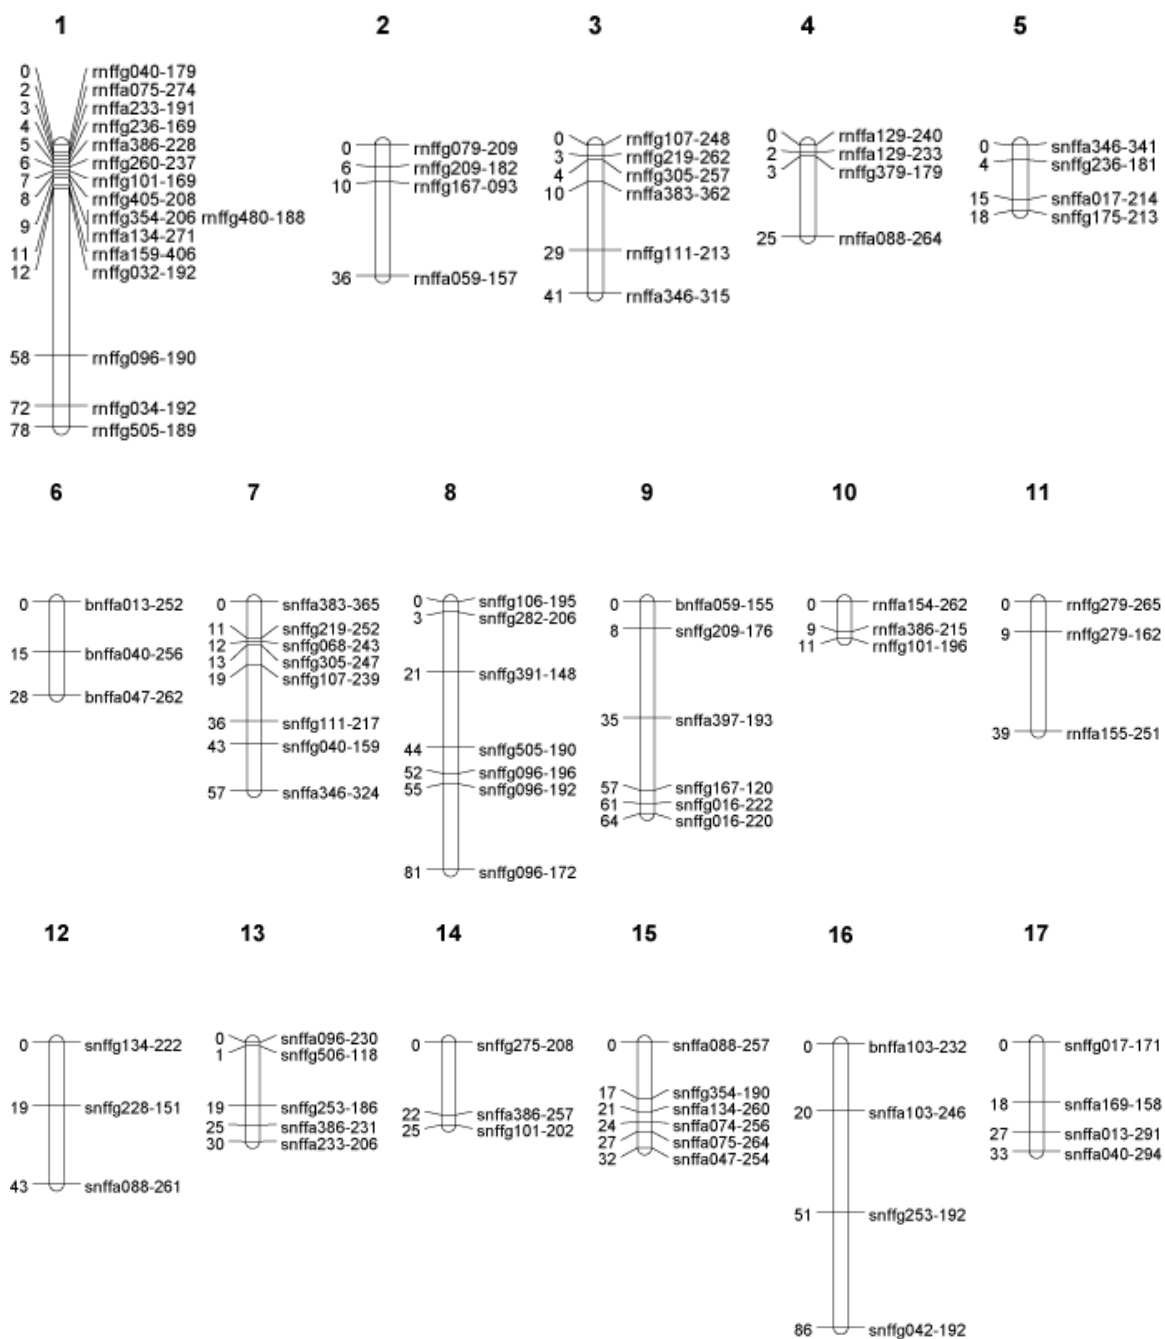 1 2 3 4 5
0 rnffg040-179
2 rnffa075-274
3 rnffa233-191
4 rnffg236-169
5 rnffa386-228
6 rnffg260-237
7 rnffg101-169
8 rnffg405-208
9 rnffg354-206 rnffg480-188
rnffa134-271
11 rnffa159-406
12 rnffg032-192
58 rnffg096-190
72 rnffg034-192
78 rnffg505-189
0 rnffg079-209
6 rnffg209-182
10 rnffg167-093
36 rnffa059-157
0 rnffg107-248
3 rnffg219-262
4 rnffg305-257
10 rnffa383-362
29 rnffg111-213
41 rnffa346-315
0 rnffa129-240
2 rnffa129-233
3 rnffg379-179
25 rnffa088-264
0 snffa346-341
4 snffg236-181
15 snffa017-214
18 snffg175-213
6 7 8 9 10 11
0 bnffa013-252
15 bnffa040-256
28 bnffa047-262
0 snffa383-365
11 snffg219-252
12 snffg068-243
13 snffg305-247
19 snffg107-239
36 snffg111-217
43 snffg040-159
57 snffa346-324
0 snffg106-195
3 snffg282-206
21 snffg391-148
44 snffg505-190
52 snffg096-196
55 snffg096-192
81 snffg096-172
0 bnffa059-155
8 snffg209-176
35 snffa397-193
57 snffg167-120
61 snffg016-222
64 snffg016-220
0 rnffa154-262
9 rnffa386-215
11 rnffg101-196
0 rnffg279-265
9 rnffg279-162
39 rnffa155-251
12 13 14 15 16 17
0 snffg134-222
19 snffg228-151
43 snffa088-261
0 snffa096-230
1 snffg506-118
19 snffg253-186
25 snffa386-231
30 snffa233-206
0 snffg275-208
22 snffa386-257
25 snffg101-202
0 snffa088-257
17 snffg354-190
21 snffa134-260
24 snffa074-256
27 snffa075-264
32 snffa047-254
0 bnffa103-232
20 snffa103-246
51 snffg253-192
86 snffg042-192
0 snffg017-171
18 snffa169-158
27 snffa013-291
33 snffa040-294